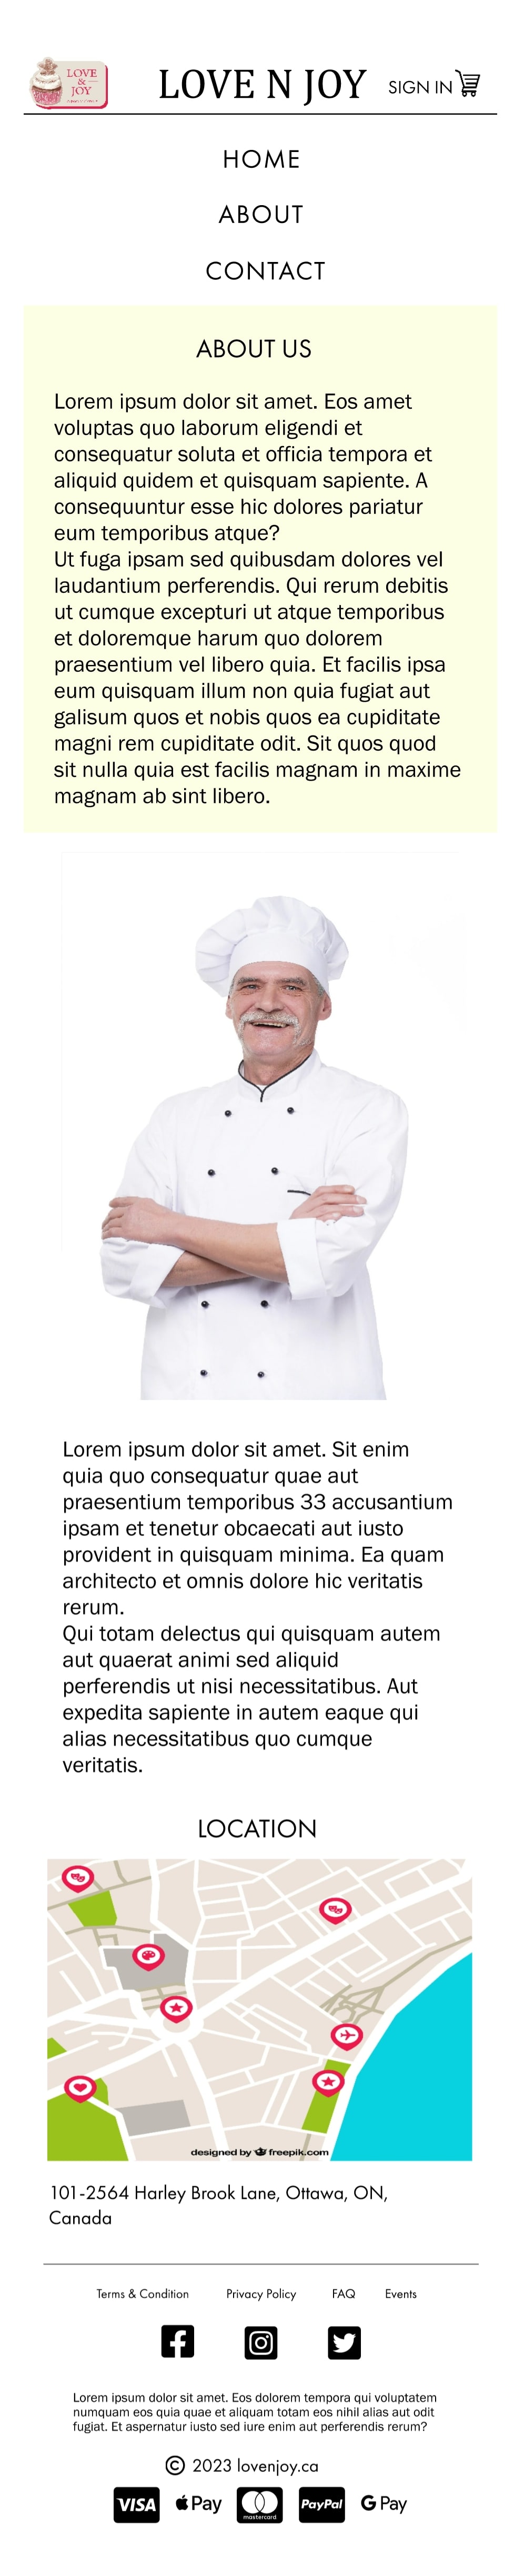 LOVE
&
JOY
LOVE N JOY
SIGN IN
HOME
ABOUT
CONTACT
ABOUT US
Lorem ipsum dolor sit amet. Eos amet
voluptas quo laborum eligendi et
consequatur soluta et officia tempora et
aliquid quidem et quisquam sapiente. A
consequuntur esse hic dolores pariatur
eum temporibus atque?
Ut fuga ipsam sed quibusdam dolores vel
laudantium perferendis. Qui rerum debitis
ut cumque excepturi ut atque temporibus
et doloremque harum quo dolorem
praesentium vel libero quia. Et facilis ipsa
eum quisquam illum non quia fugiat aut
galisum quos et nobis quos ea cupiditate
magni rem cupiditate odit. Sit quos quod
sit nulla quia est facilis magnam in maxime
magnam ab sint libero.
Lorem ipsum dolor sit amet. Sit enim
quia quo consequatur quae aut
praesentium temporibus 33 accusantium
ipsam et tenetur obcaecati aut iusto
provident in quisquam minima. Ea quam
architecto et omnis dolore hic veritatis
rerum.
Qui totam delectus qui quisquam autem
aut quaerat animi sed aliquid
perferendis ut nisi necessitatibus. Aut
expedita sapiente in autem eaque qui
alias necessitatibus quo cumque
veritatis.
LOCATION
designed by freepik.com
101-2564 Harley Brook Lane, Ottawa, ON,
Canada
Terms & Condition Privacy Policy FAQ Events
Lorem ipsum dolor sit amet. Eos dolorem tempora qui voluptatem
numquam eos quia quae et aliquam totam eos nihil alias aut odit
fugiat. Et aspernatur iusto sed iure enim aut perferendis rerum?
© 2023 lovenjoy.ca
VISA Pay mastercard PayPal G Pay